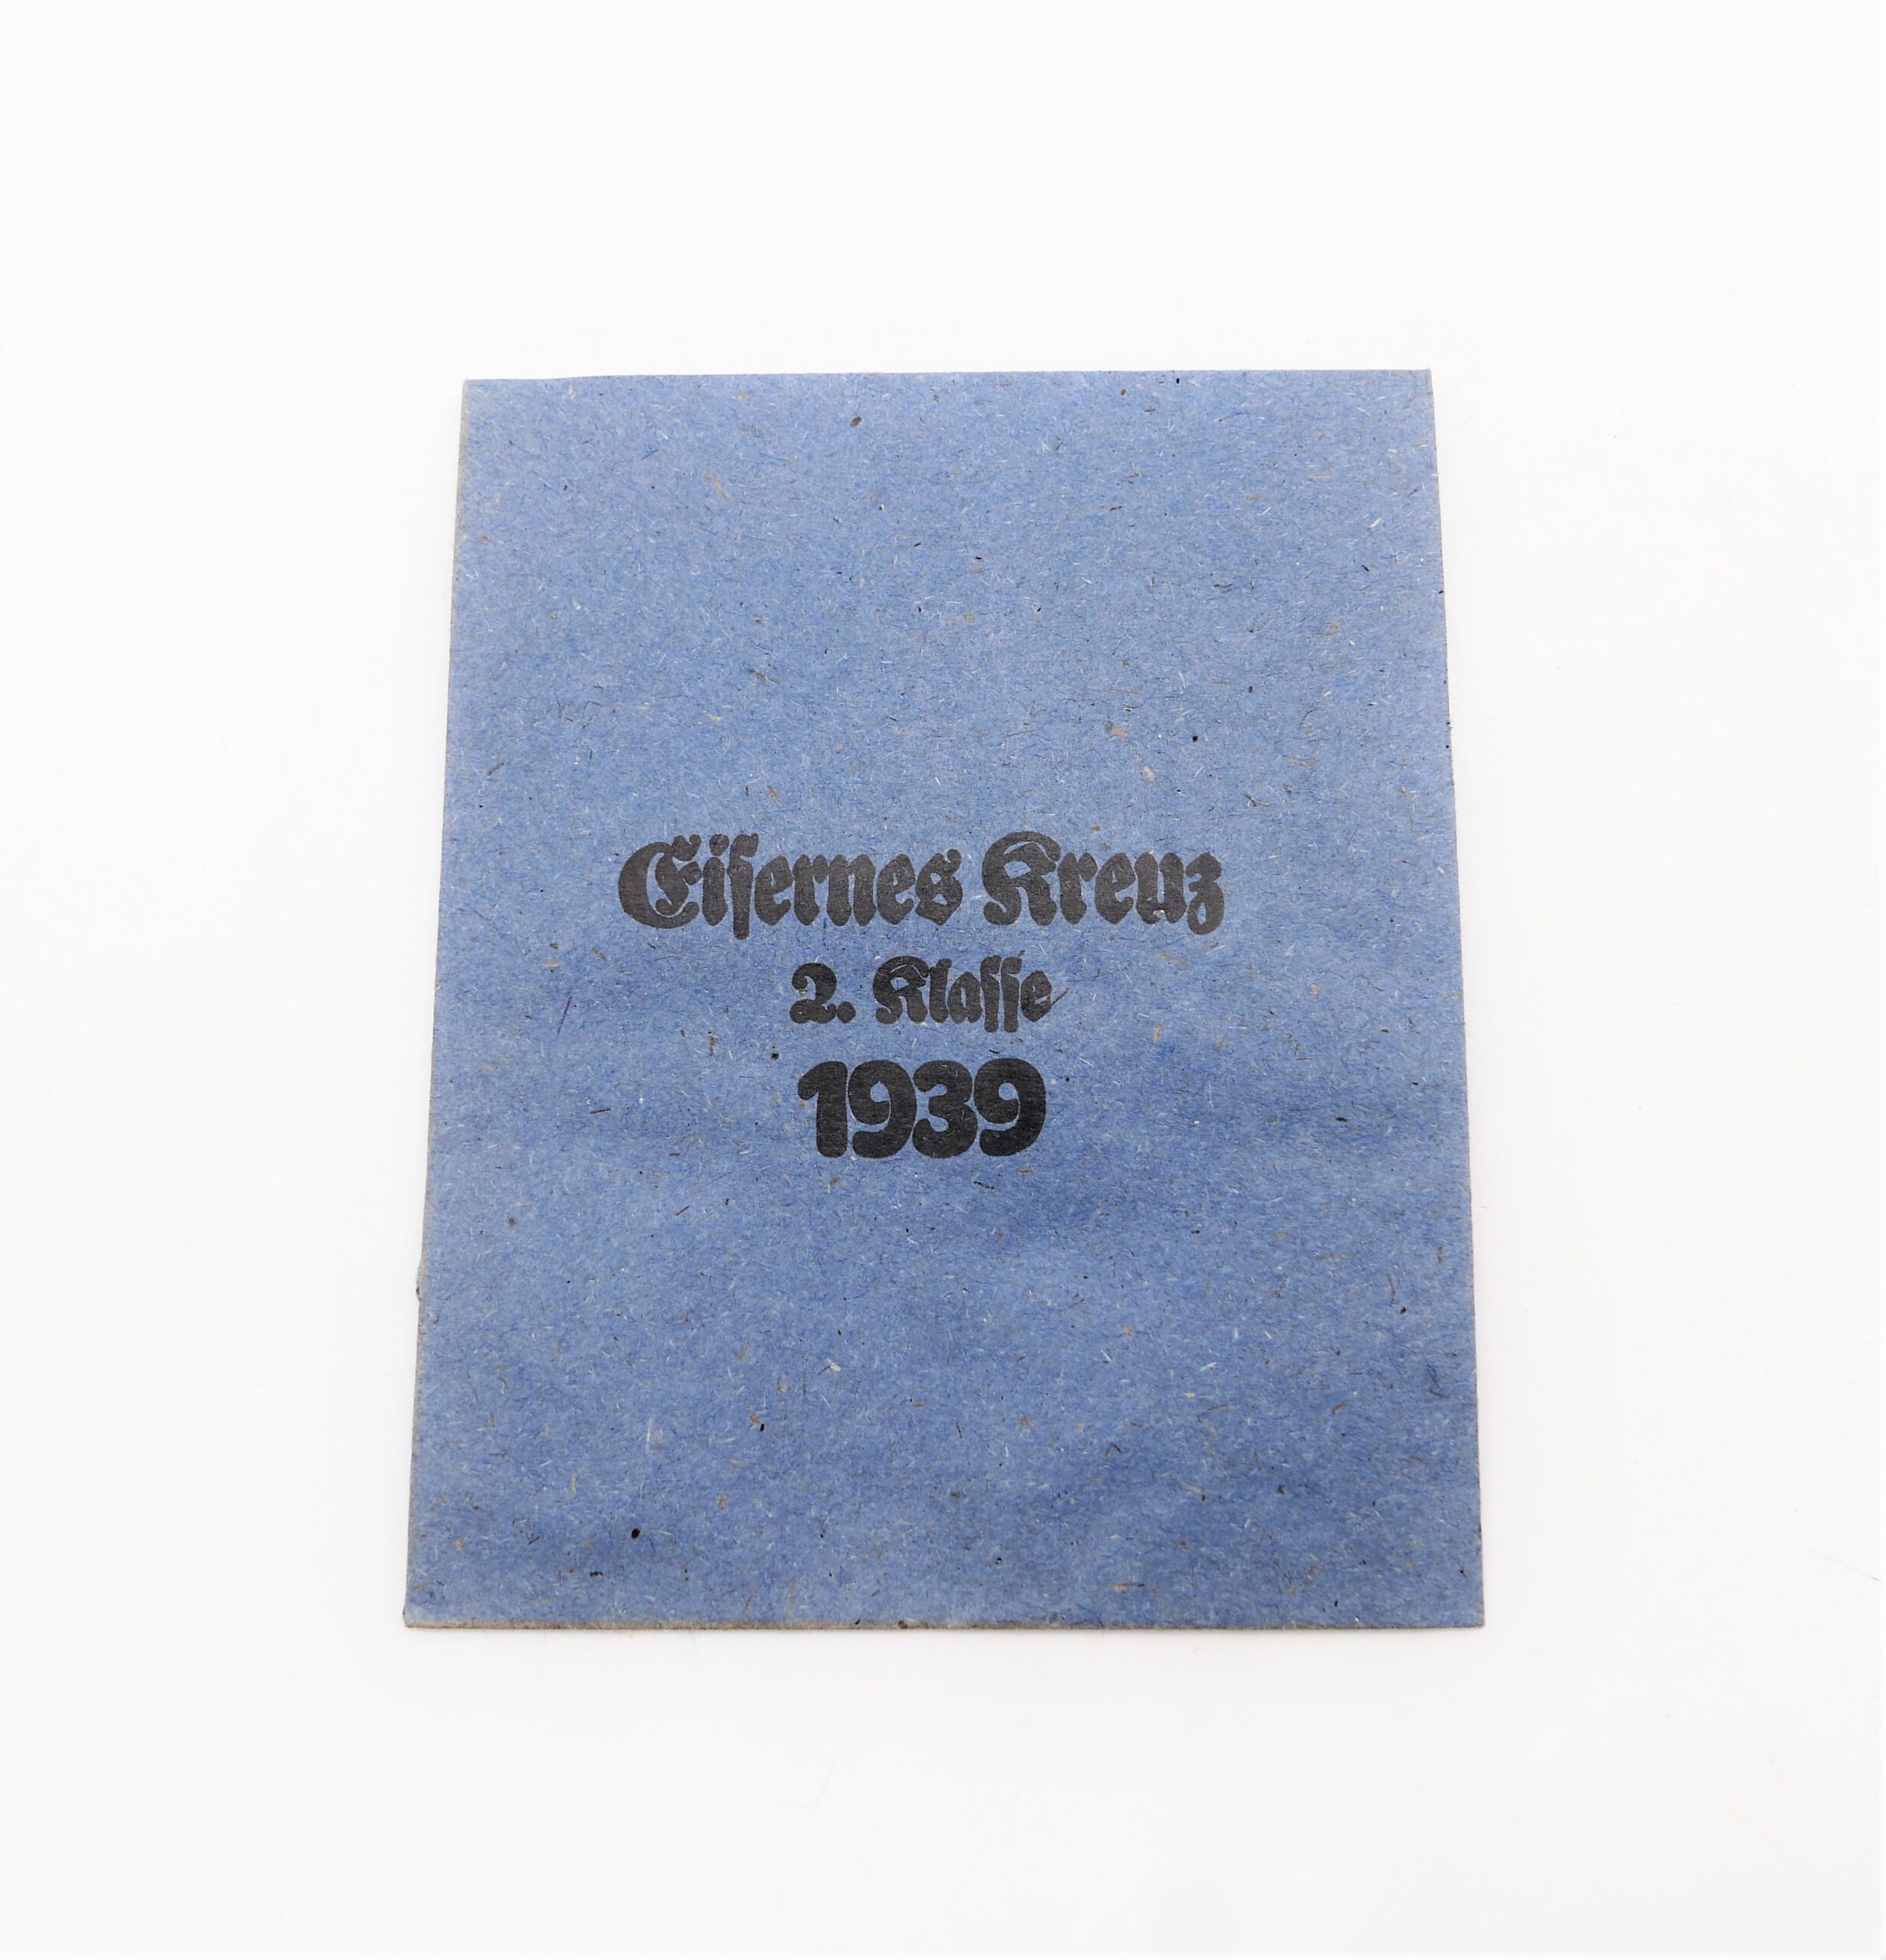 Eiſernes Kreuz
2. Klaſſe
1939